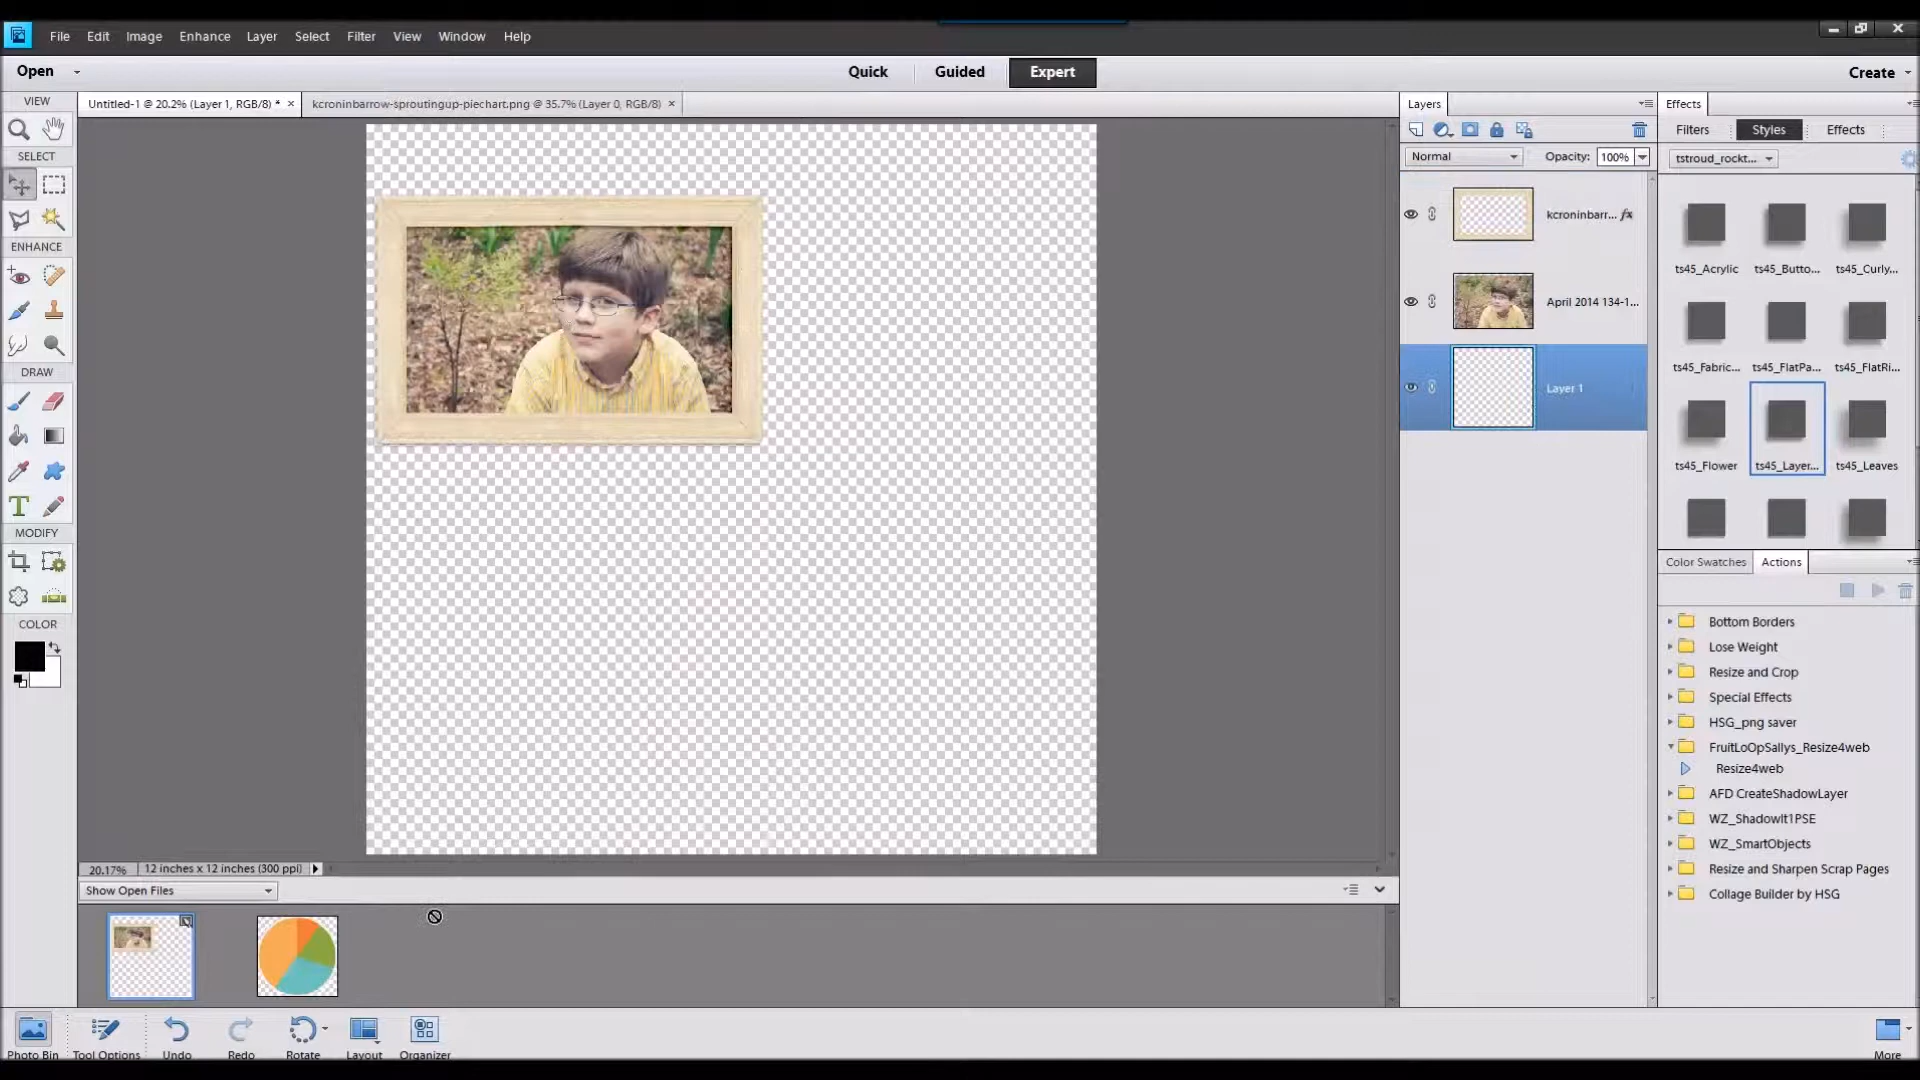 File Edit Image Enhance Layer Select Filter View Window Help
Open Quick Guided Expert Create
VIEW
Untitled-1 @ 20.2% (Layer 1, RGB/8) * ×
kcroninbarrow-sproutingup-piechart.png @ 35.7% (Layer 0, RGB/8) ×
SELECT
ENHANCE
DRAW
T
MODIFY
COLOR
Layers
Normal Opacity: 100%
kcroninbarr... fx
April 2014 134-1...
Layer 1
Effects
Filters Styles Effects
tstroud_rockt...
ts45_Acrylic ts45_Butto... ts45_Curly...
ts45_Fabric... ts45_FlatPa... ts45_FlatRi...
ts45_Flower ts45_Layer... ts45_Leaves
Color Swatches Actions
Bottom Borders
Lose Weight
Resize and Crop
Special Effects
HSG_png saver
FruitLoOpSallys_Resize4web
Resize4web
AFD CreateShadowLayer
WZ_ShadowIt1PSE
WZ_SmartObjects
Resize and Sharpen Scrap Pages
Collage Builder by HSG
20.17% 12 inches x 12 inches (300 ppi)
Show Open Files
Photo Bin Tool Options Undo Redo Rotate Layout Organizer More